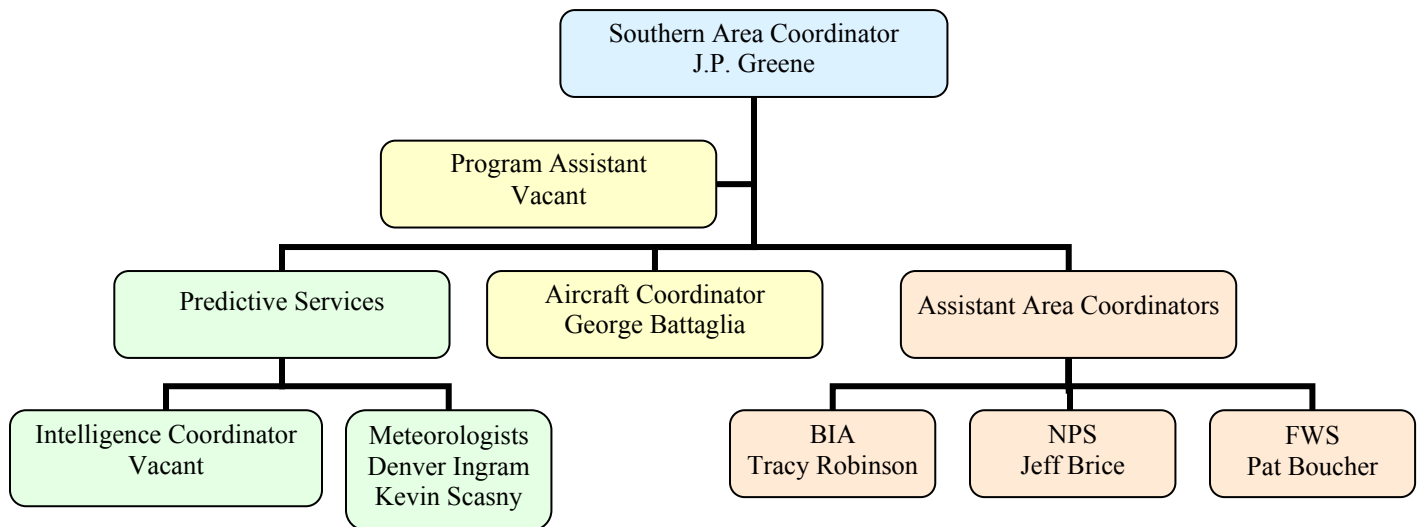 Southern Area Coordinator
J.P. Greene
Program Assistant
Vacant
Predictive Services
Aircraft Coordinator
George Battaglia
Assistant Area Coordinators
Intelligence Coordinator
Vacant
Meteorologists
Denver Ingram
Kevin Scasny
BIA
Tracy Robinson
NPS
Jeff Brice
FWS
Pat Boucher